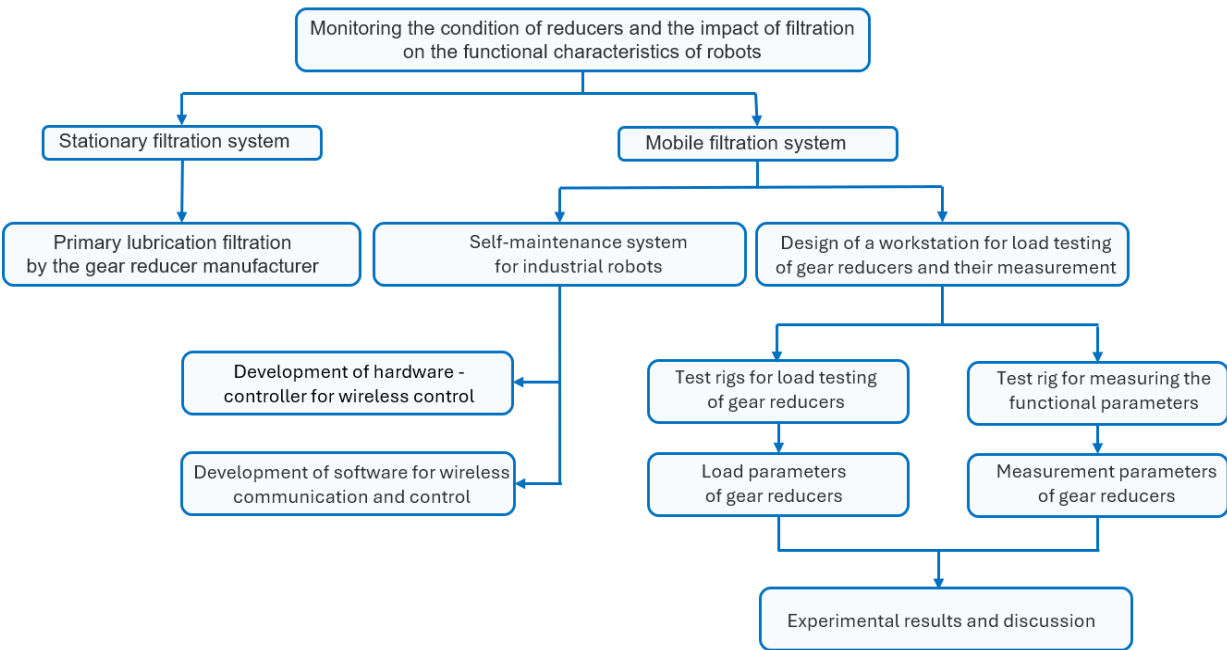 Monitoring the condition of reducers and the impact of filtration
on the functional characteristics of robots
Stationary filtration system
Mobile filtration system
Primary lubrication filtration
by the gear reducer manufacturer
Self-maintenance system
for industrial robots
Design of a workstation for load testing
of gear reducers and their measurement
Development of hardware -
controller for wireless control
Development of software for wireless
communication and control
Test rigs for load testing
of gear reducers
Test rig for measuring the
functional parameters
Load parameters
of gear reducers
Measurement parameters
of gear reducers
Experimental results and discussion